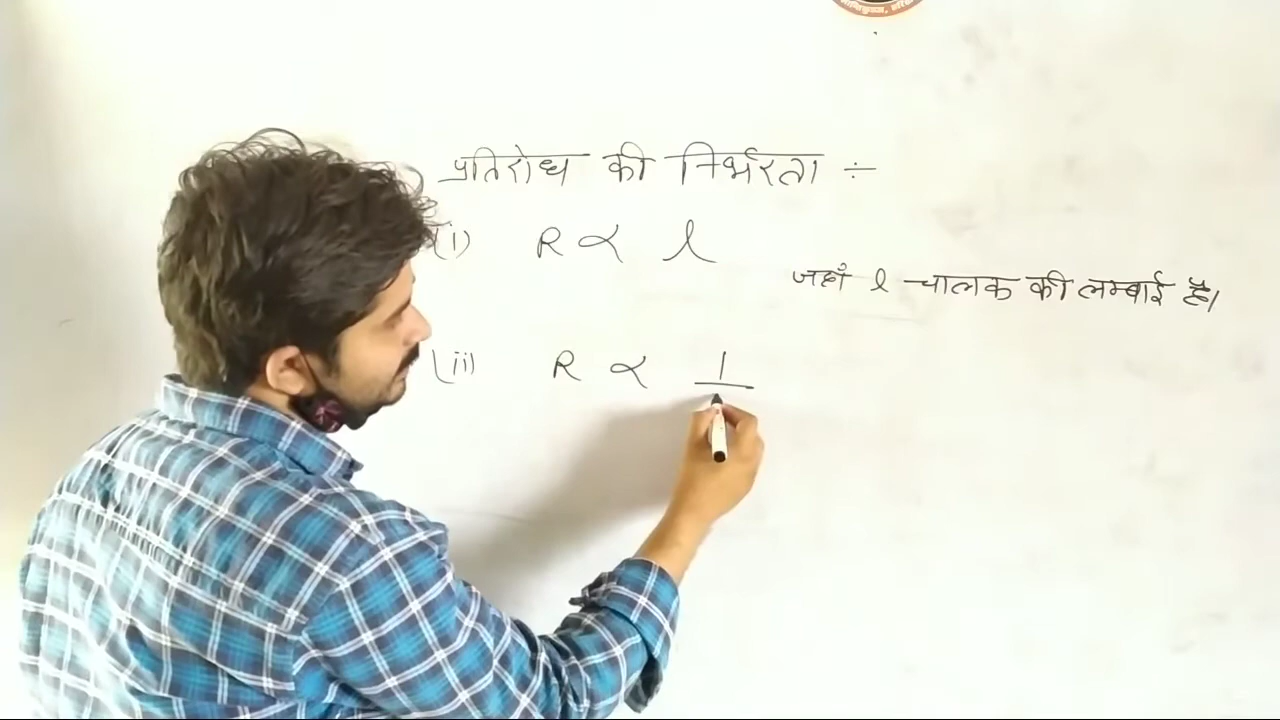 प्रतिरोध की निर्भरता ÷
(i) R ∝ l
जहाँ l चालक की लम्बाई है।
(ii) R ∝ 1